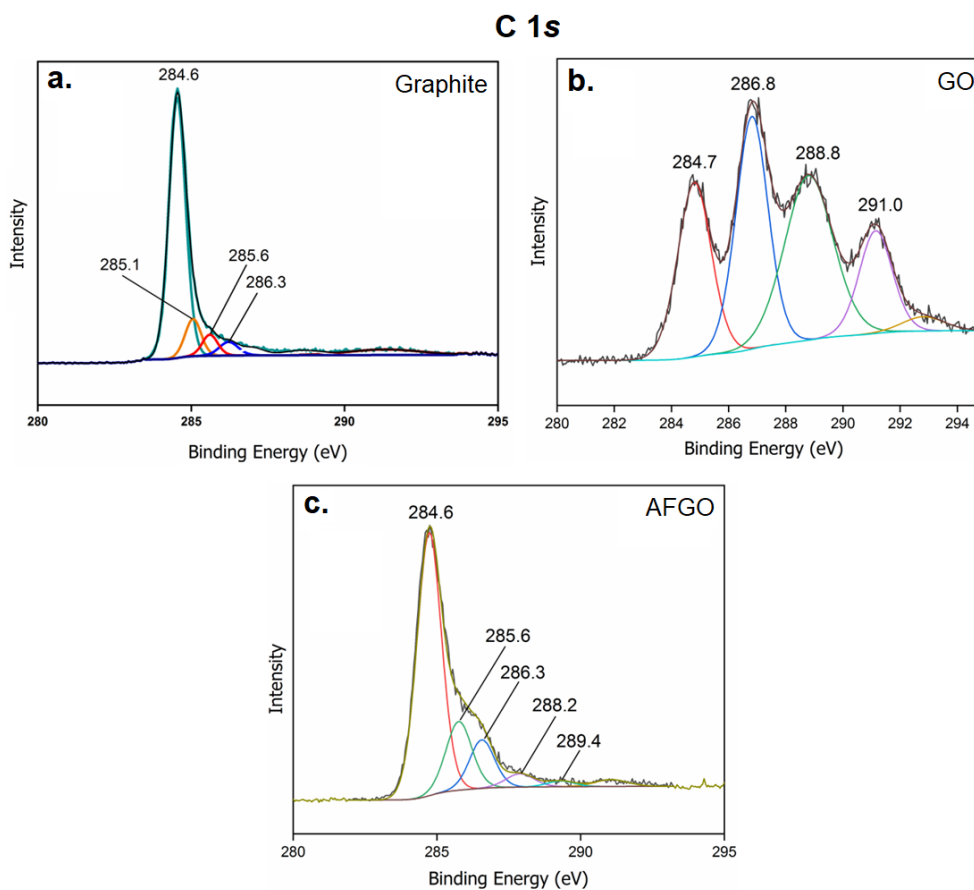 C 1s
a.
Graphite
284.6
285.1
285.6
286.3
Intensity
280 285 290 295
Binding Energy (eV)
b.
GO
284.7
286.8
288.8
291.0
Intensity
280 282 284 286 288 290 292 294
Binding Energy (eV)
c.
AFGO
284.6
285.6
286.3
288.2
289.4
Intensity
280 285 290 295
Binding Energy (eV)